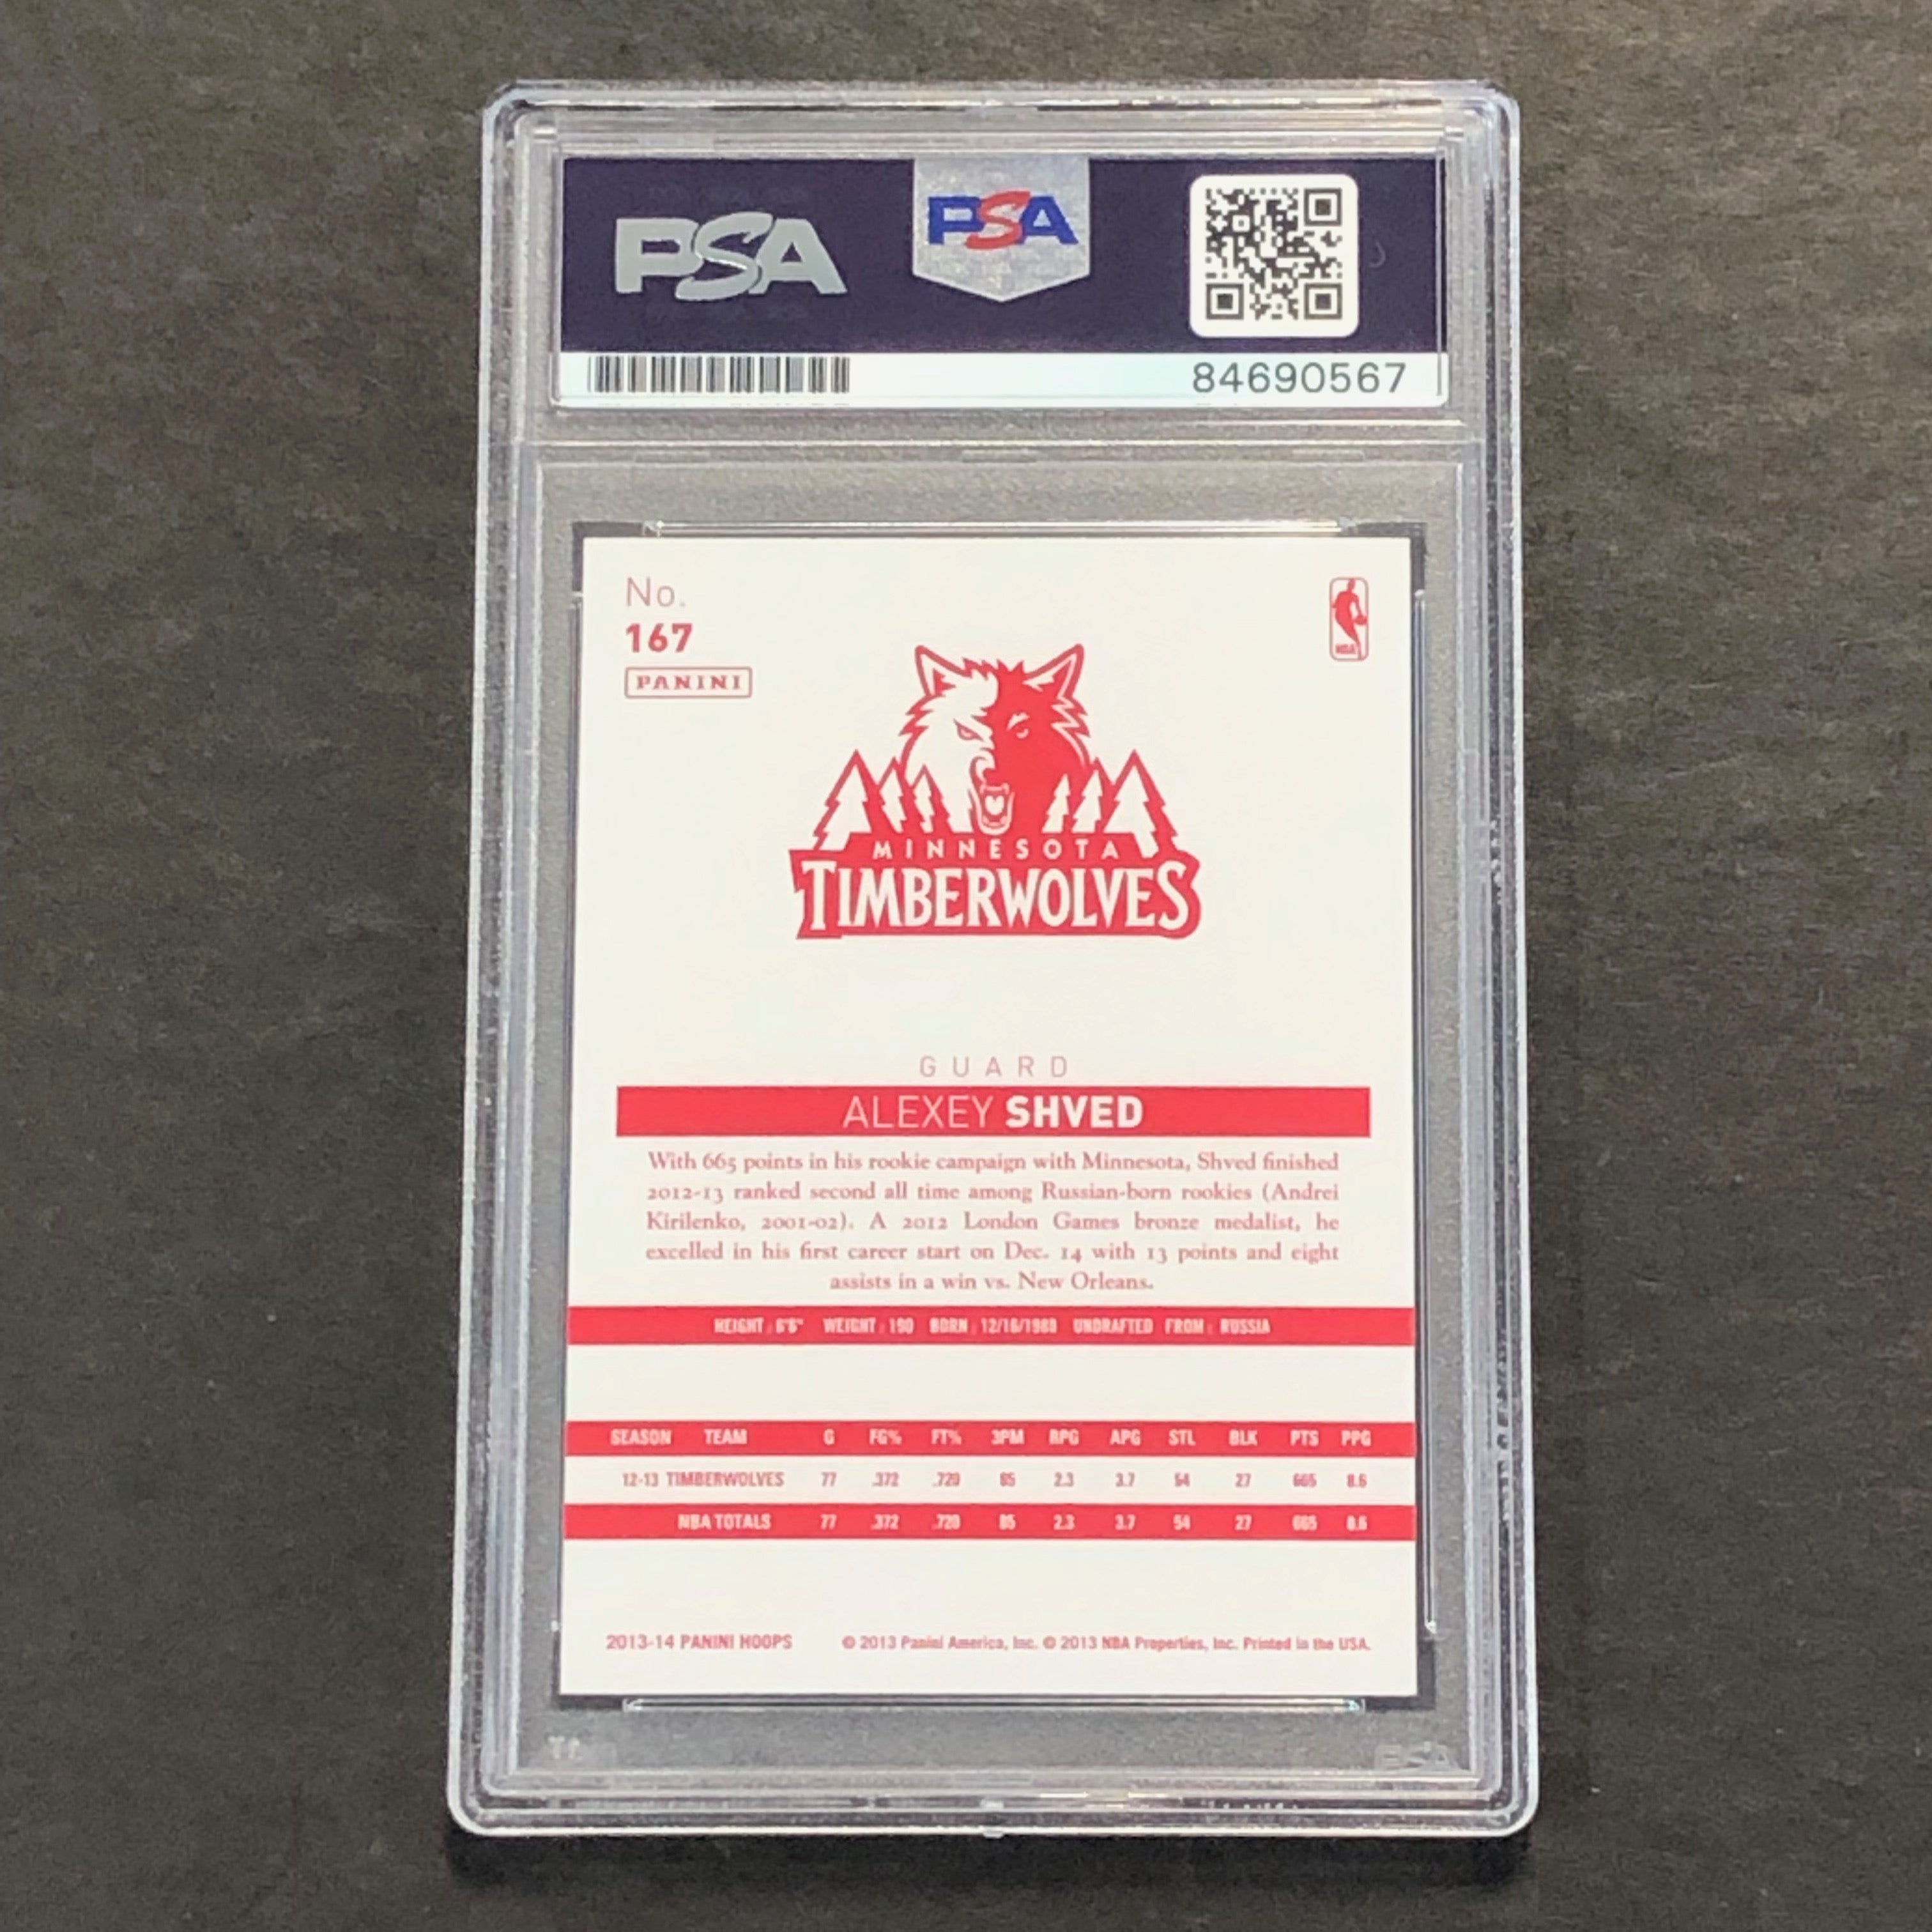 PSA
PSA
84690567
No.
167
PANINI
NBA
MINNESOTA
TIMBERWOLVES
GUARD
ALEXEY SHVED
With 665 points in his rookie campaign with Minnesota, Shved finished
2012-13 ranked second all time among Russian-born rookies (Andrei
Kirilenko, 2001-02). A 2012 London Games bronze medalist, he
excelled in his first career start on Dec. 14 with 13 points and eight
assists in a win vs. New Orleans.
HEIGHT: 6'6" WEIGHT: 190 BORN: 12/16/1988 UNDRAFTED FROM: RUSSIA
SEASON TEAM G FG% FT% 3PM RPG APG STL BLK PTS PPG
12-13 TIMBERWOLVES 77 .372 .720 85 2.3 3.7 54 27 665 8.6
NBA TOTALS 77 .372 .720 85 2.3 3.7 54 27 665 8.6
2013-14 PANINI HOOPS © 2013 Panini America, Inc. © 2013 NBA Properties, Inc. Printed in the USA.
PSA